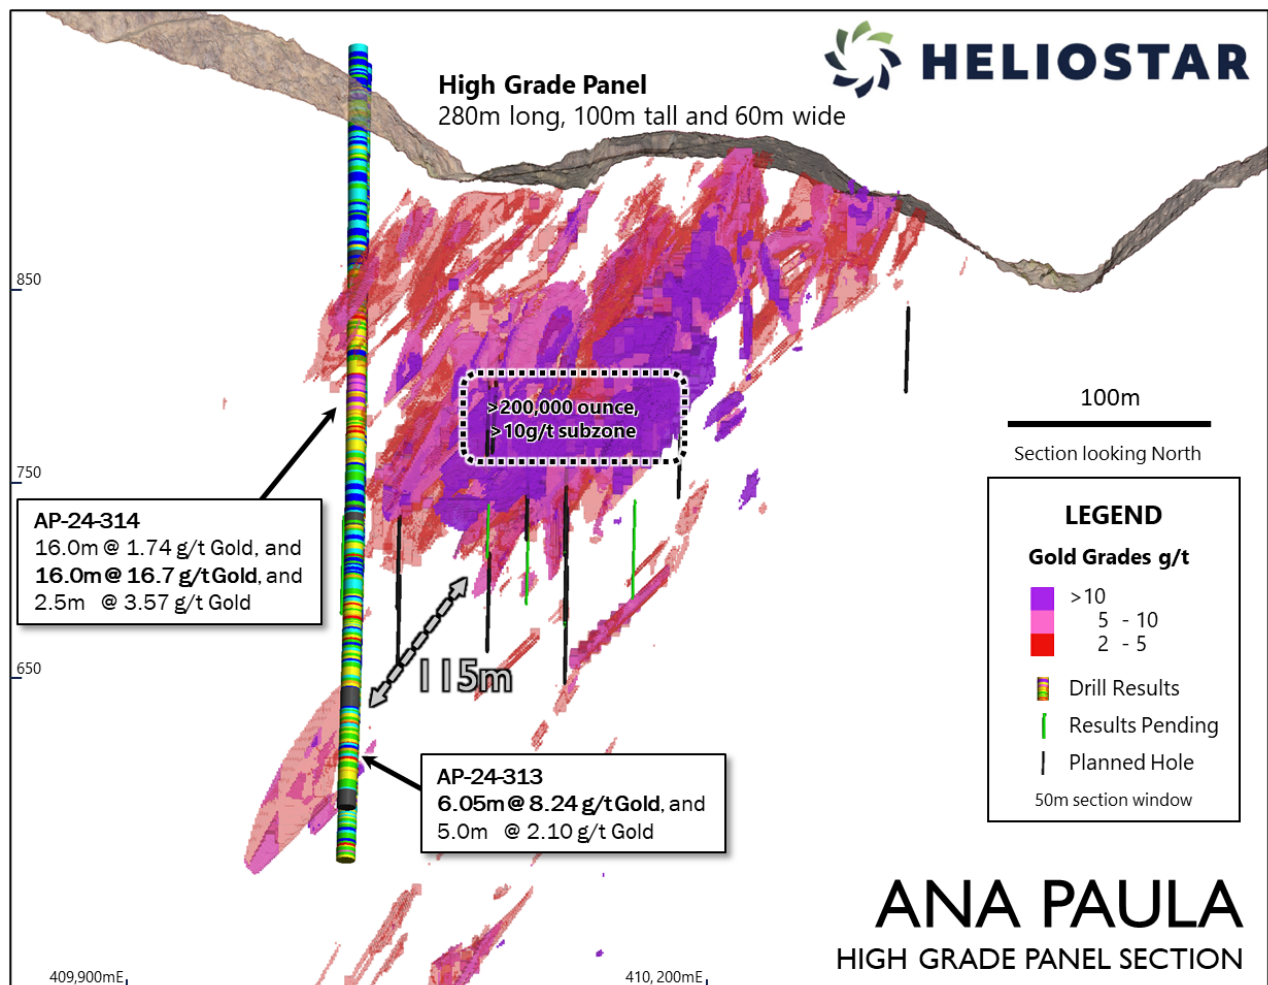 HELIOSTAR
High Grade Panel
280m long, 100m tall and 60m wide
850
750
650
>200,000 ounce,
>10g/t subzone
100m
Section looking North
AP-24-314
16.0m @ 1.74 g/t Gold, and
16.0m @ 16.7 g/t Gold, and
2.5m @ 3.57 g/t Gold
115m
AP-24-313
6.05m @ 8.24 g/t Gold, and
5.0m @ 2.10 g/t Gold
LEGEND
Gold Grades g/t
>10
5 - 10
2 - 5
Drill Results
Results Pending
Planned Hole
50m section window
ANA PAULA
HIGH GRADE PANEL SECTION
409,900mE
410, 200mE